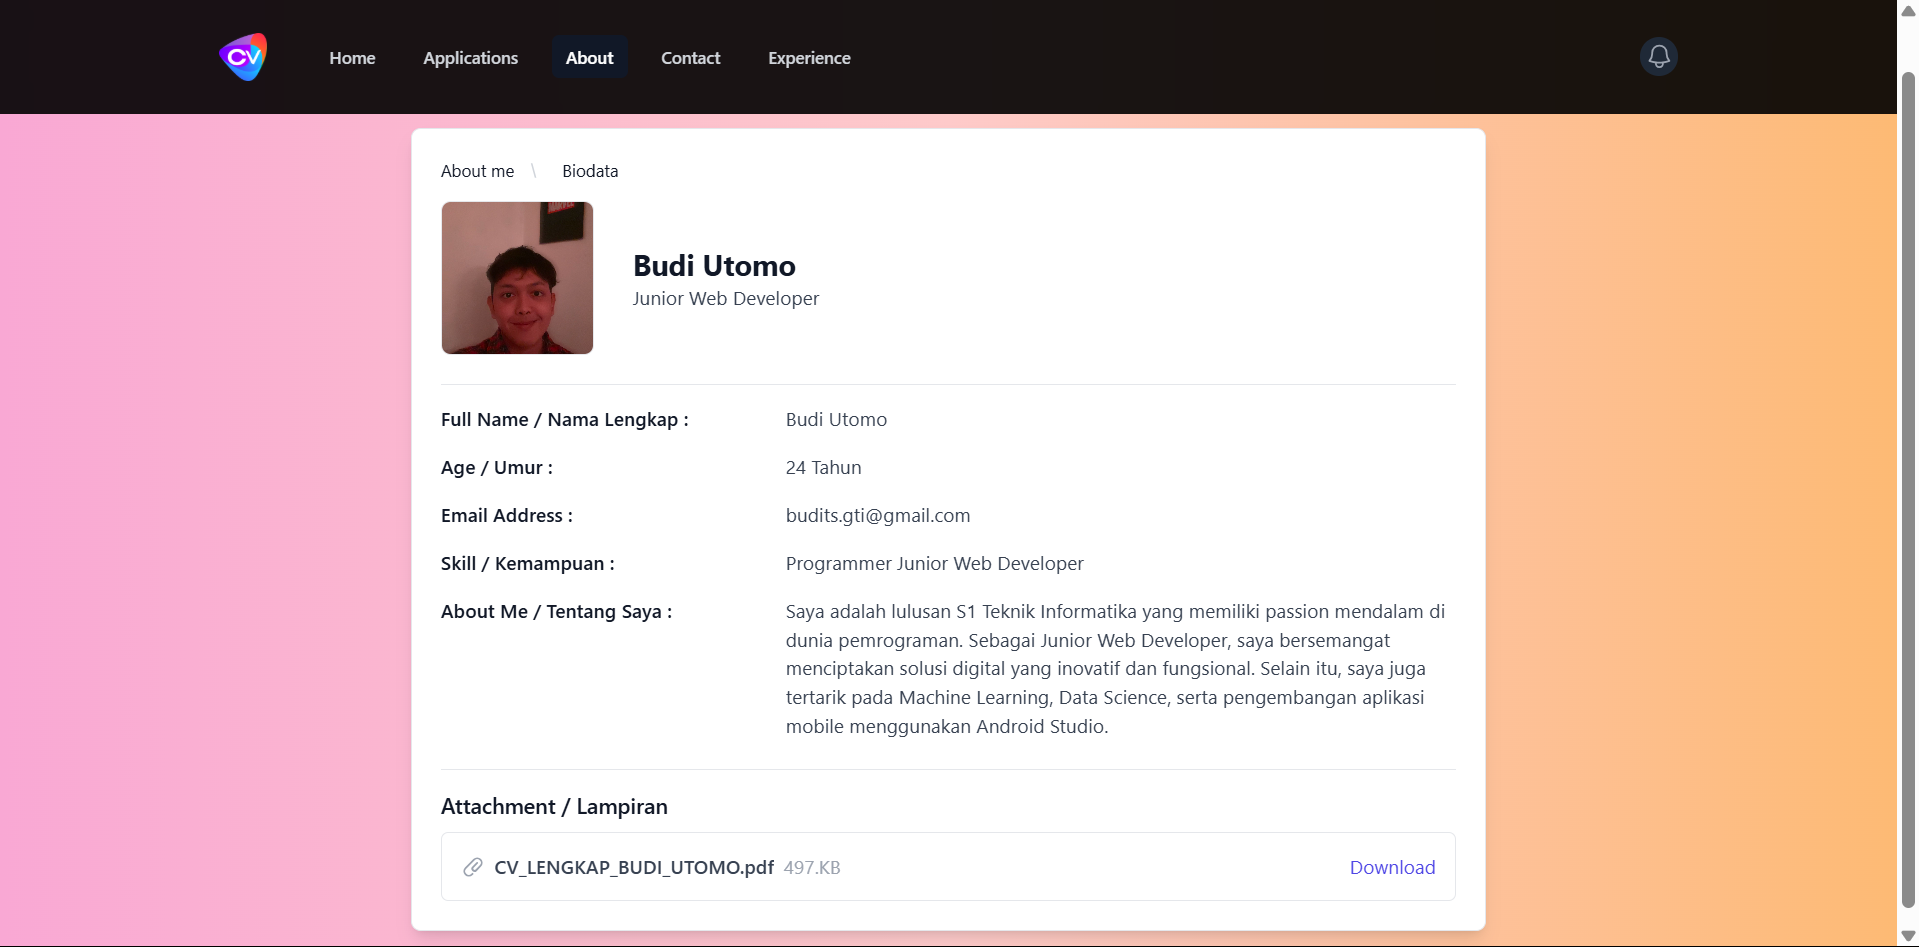 CV
Home Applications About Contact Experience
About me \ Biodata
Budi Utomo
Junior Web Developer
Full Name / Nama Lengkap : Budi Utomo
Age / Umur : 24 Tahun
Email Address : budits.gti@gmail.com
Skill / Kemampuan : Programmer Junior Web Developer
About Me / Tentang Saya : Saya adalah lulusan S1 Teknik Informatika yang memiliki passion mendalam di
dunia pemrograman. Sebagai Junior Web Developer, saya bersemangat
menciptakan solusi digital yang inovatif dan fungsional. Selain itu, saya juga
tertarik pada Machine Learning, Data Science, serta pengembangan aplikasi
mobile menggunakan Android Studio.
Attachment / Lampiran
CV_LENGKAP_BUDI_UTOMO.pdf 497.KB Download